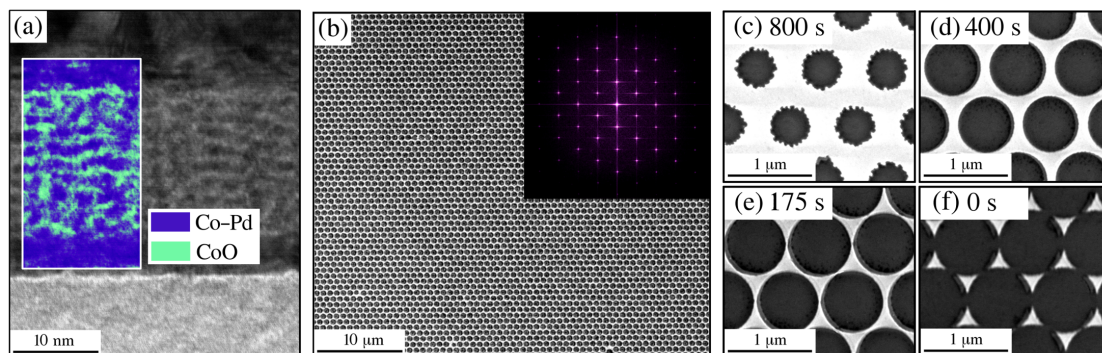 (a)
Co–Pd
CoO
10 nm
(b)
10 μm
(c) 800 s
1 μm
(d) 400 s
1 μm
(e) 175 s
1 μm
(f) 0 s
1 μm